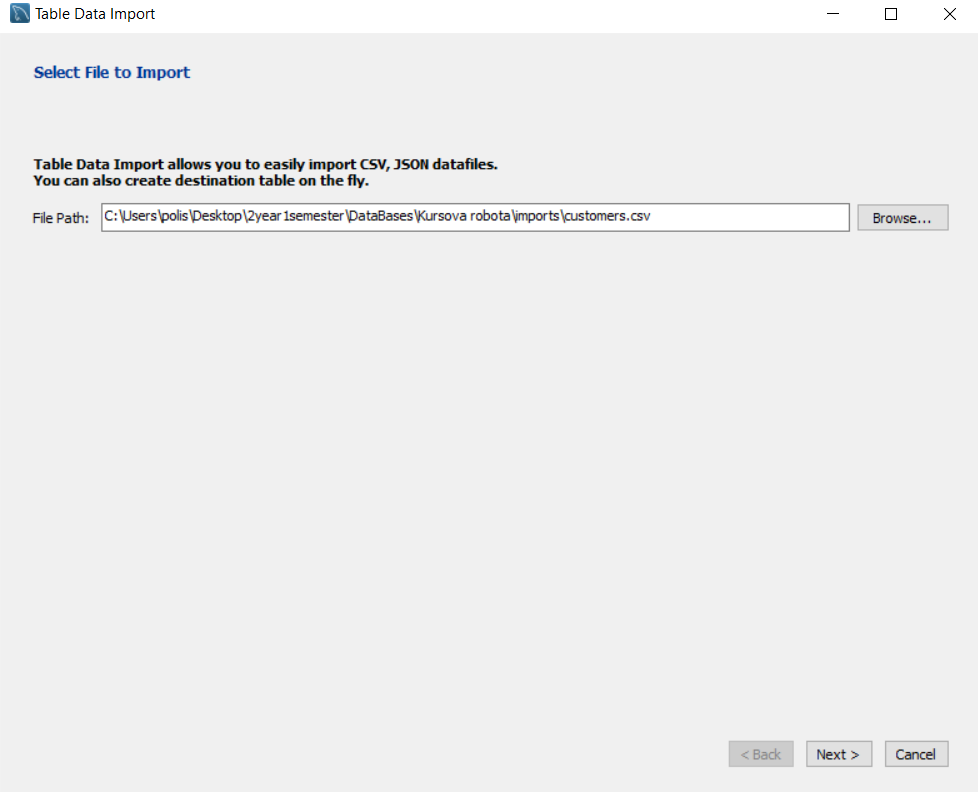 Table Data Import
Select File to Import
Table Data Import allows you to easily import CSV, JSON datafiles.
You can also create destination table on the fly.
File Path: C:\Users\polis\Desktop\2year1semester\DataBases\Kursova robota\imports\customers.csv Browse...
< Back Next > Cancel